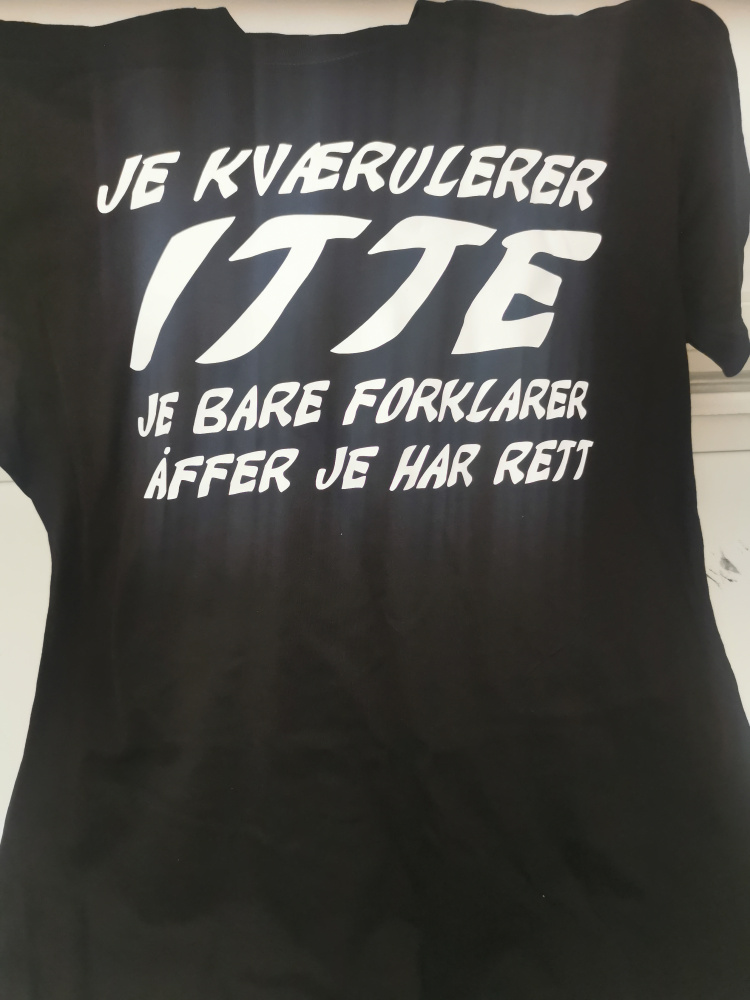 JE KVÆRULERER
ITTE
JE BARE FORKLARER
ÅFFER JE HAR RETT